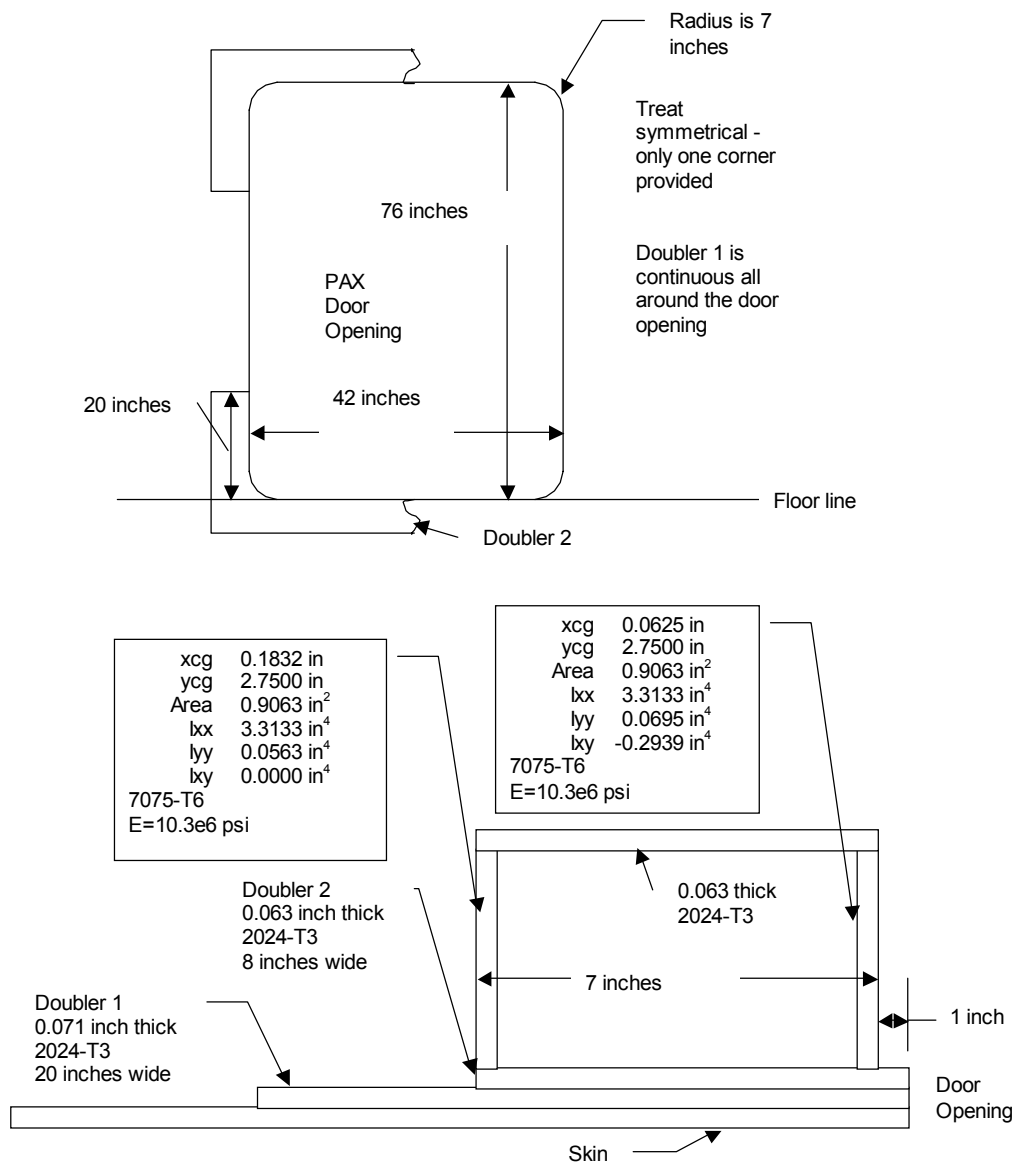 Radius is 7
inches
Treat
symmetrical -
only one corner
provided
76 inches
Doubler 1 is
continuous all
around the door
opening
PAX
Door
Opening
20 inches
42 inches
Floor line
Doubler 2
xcg 0.1832 in
ycg 2.7500 in
Area 0.9063 in²
Ixx 3.3133 in⁴
Iyy 0.0563 in⁴
Ixy 0.0000 in⁴
7075-T6
E=10.3e6 psi
xcg 0.0625 in
ycg 2.7500 in
Area 0.9063 in²
Ixx 3.3133 in⁴
Iyy 0.0695 in⁴
Ixy -0.2939 in⁴
7075-T6
E=10.3e6 psi
Doubler 2
0.063 inch thick
2024-T3
8 inches wide
0.063 thick
2024-T3
7 inches
Doubler 1
0.071 inch thick
2024-T3
20 inches wide
1 inch
Door
Opening
Skin